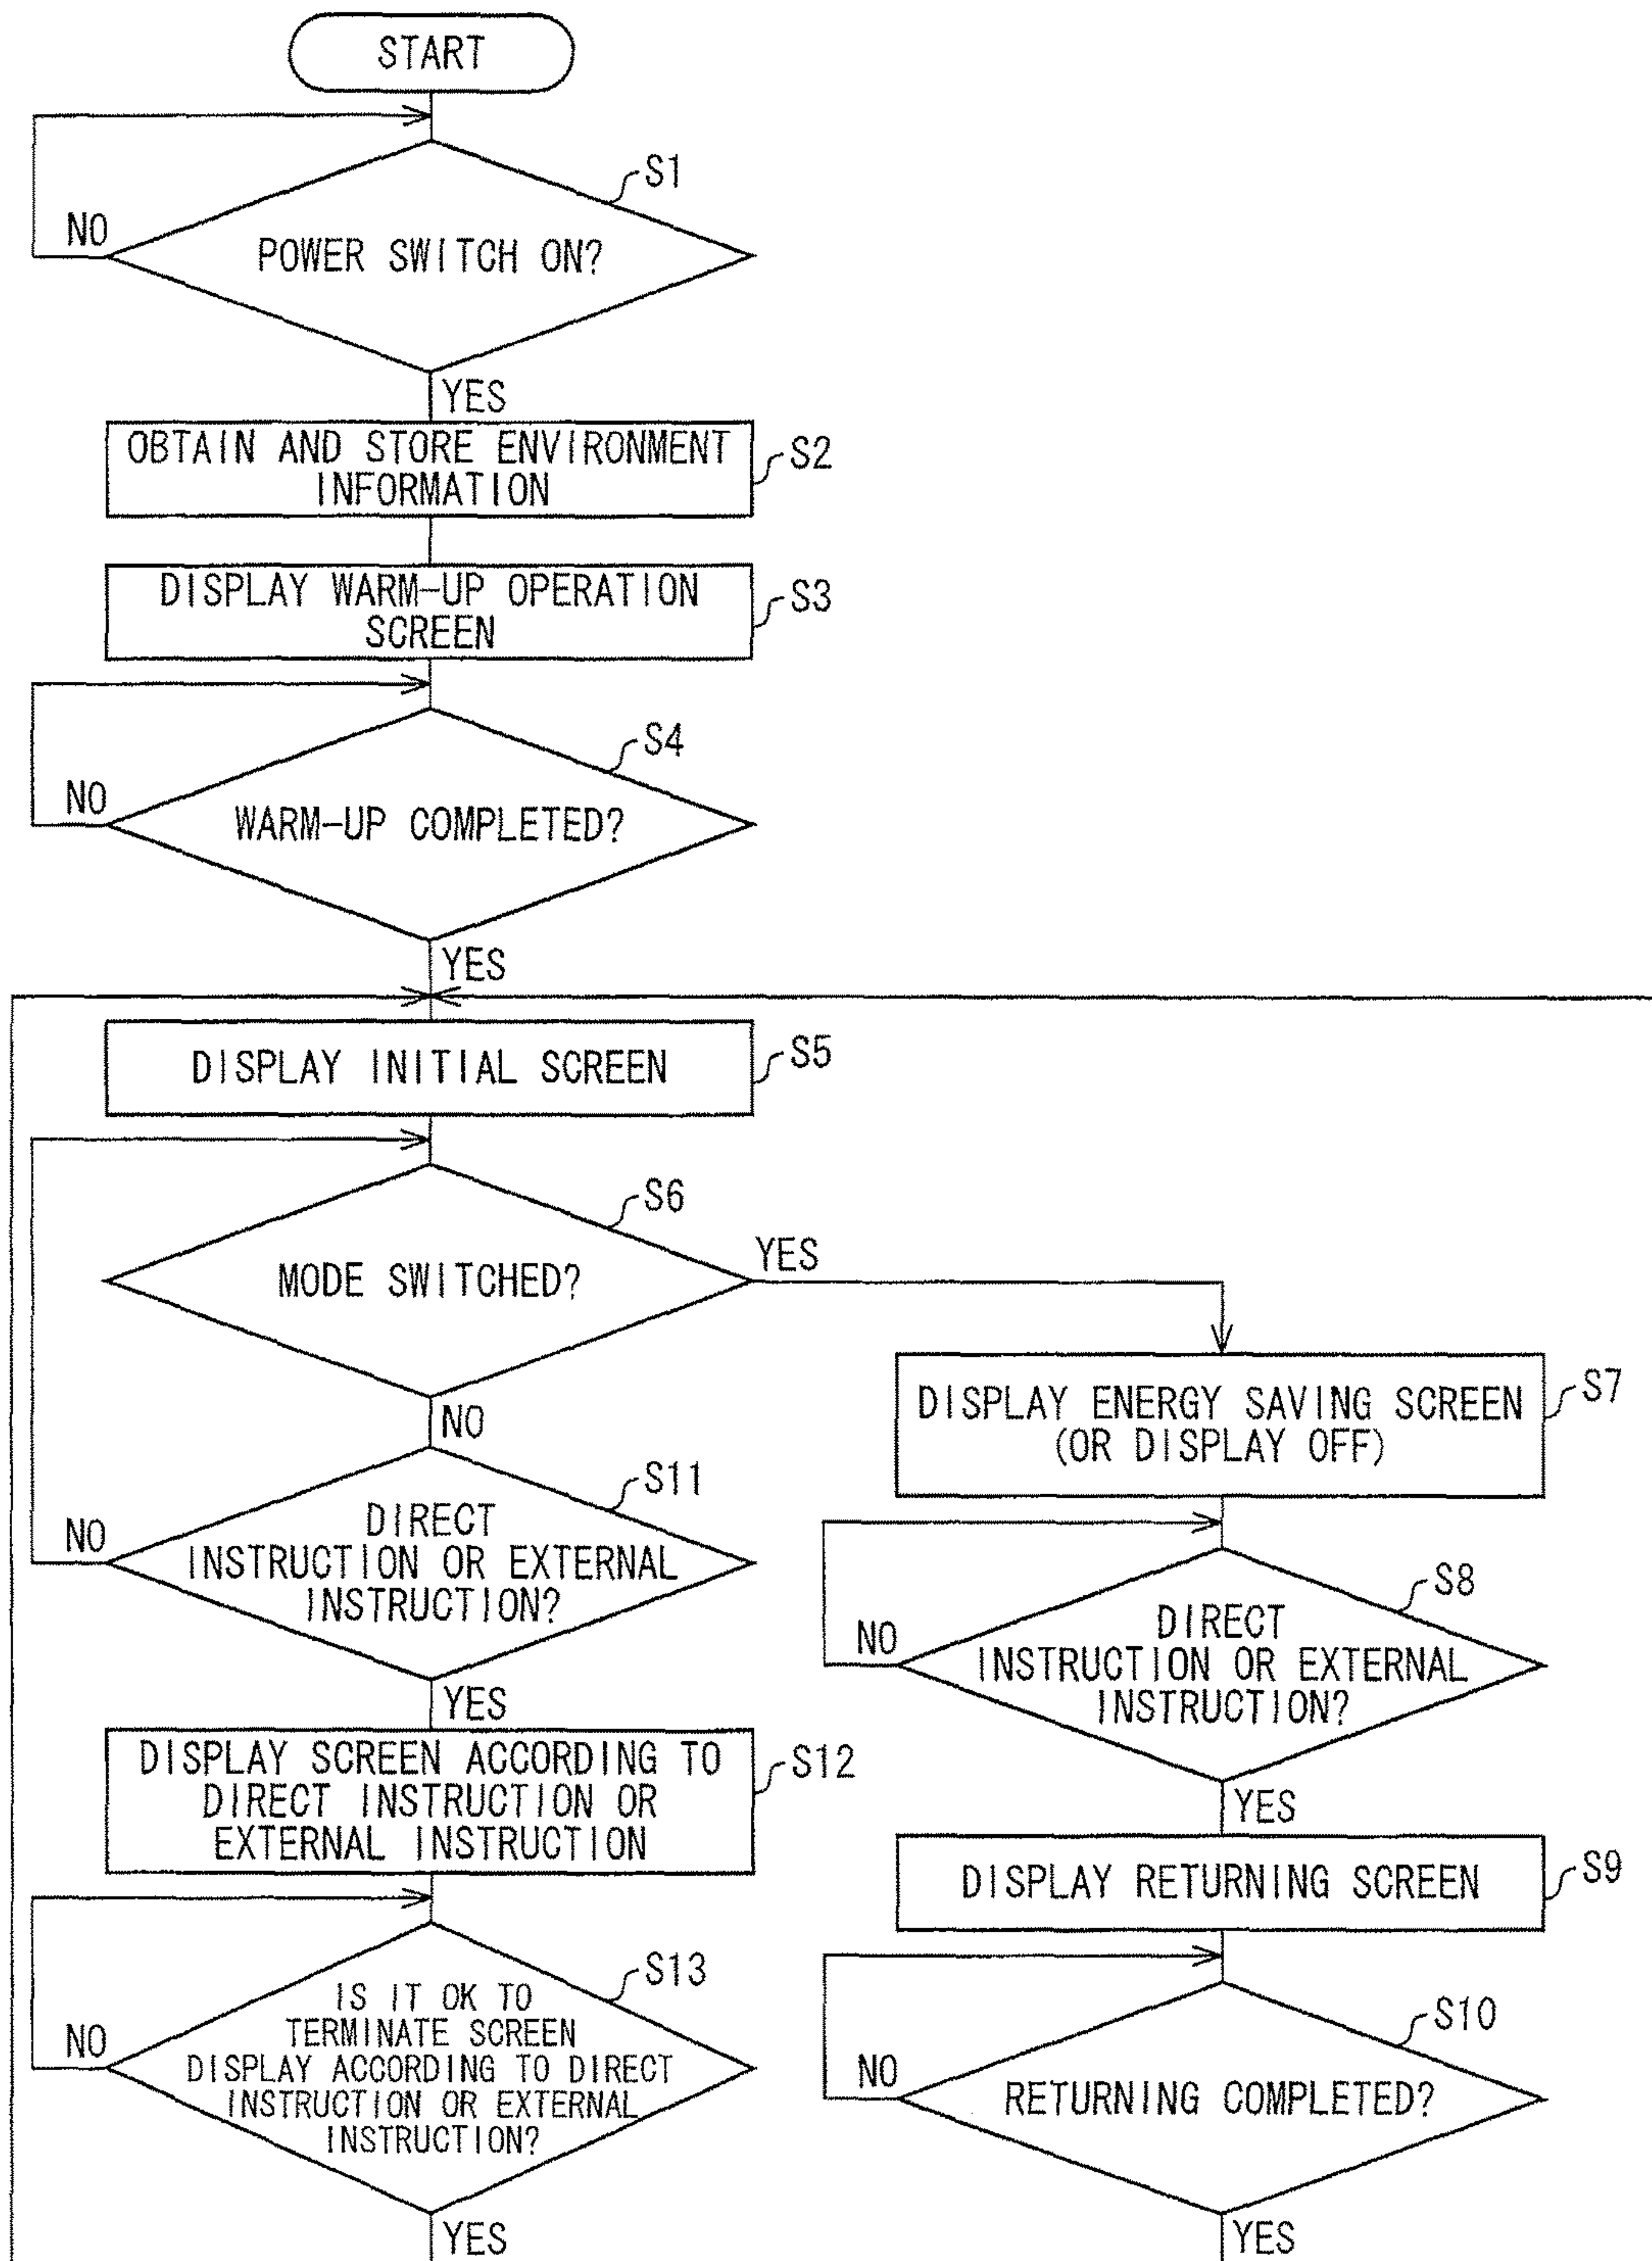 START
S1
NO
POWER SWITCH ON?
YES
OBTAIN AND STORE ENVIRONMENT
INFORMATION
S2
DISPLAY WARM-UP OPERATION
SCREEN
S3
S4
NO
WARM-UP COMPLETED?
YES
DISPLAY INITIAL SCREEN
S5
S6
MODE SWITCHED?
YES
NO
DISPLAY ENERGY SAVING SCREEN
(OR DISPLAY OFF)
S7
S11
NO
DIRECT
INSTRUCTION OR EXTERNAL
INSTRUCTION?
YES
S8
NO
DIRECT
INSTRUCTION OR EXTERNAL
INSTRUCTION?
YES
DISPLAY SCREEN ACCORDING TO
DIRECT INSTRUCTION OR
EXTERNAL INSTRUCTION
S12
DISPLAY RETURNING SCREEN
S9
S13
NO
IS IT OK TO
TERMINATE SCREEN
DISPLAY ACCORDING TO DIRECT
INSTRUCTION OR EXTERNAL
INSTRUCTION?
YES
S10
NO
RETURNING COMPLETED?
YES